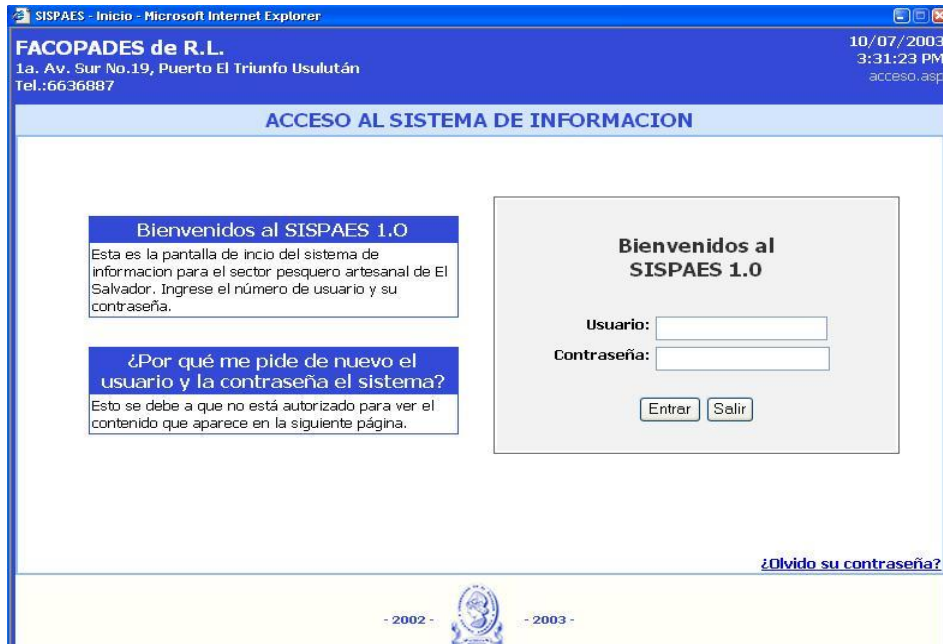 SISPAES - Inicio - Microsoft Internet Explorer
FACOPADES de R.L.
1a. Av. Sur No.19, Puerto El Triunfo Usulután
Tel.:6636887
10/07/2003
3:31:23 PM
acceso.asp
ACCESO AL SISTEMA DE INFORMACION
Bienvenidos al SISPAES 1.0
Esta es la pantalla de incio del sistema de
informacion para el sector pesquero artesanal de El
Salvador. Ingrese el número de usuario y su
contraseña.
¿Por qué me pide de nuevo el
usuario y la contraseña el sistema?
Esto se debe a que no está autorizado para ver el
contenido que aparece en la siguiente página.
Bienvenidos al
SISPAES 1.0
Usuario:
Contraseña:
Entrar Salir
¿Olvido su contraseña?
- 2002 - - 2003 -